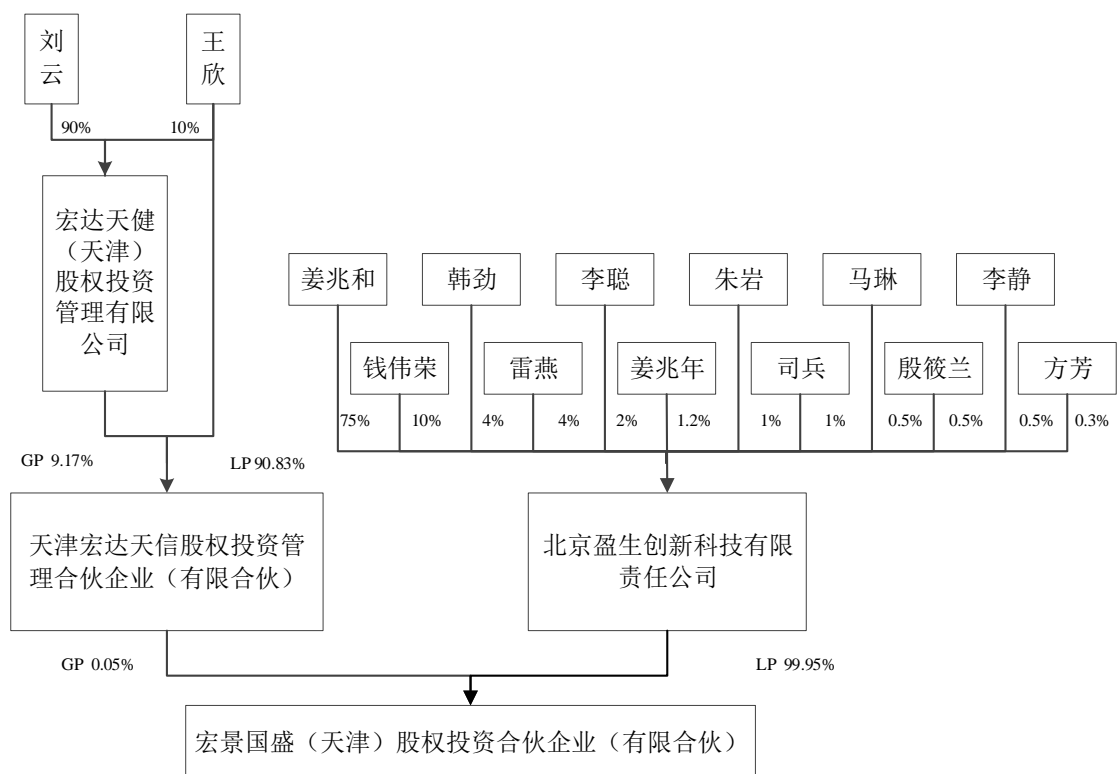 刘
云
王
欣
90%
10%
宏达天健
（天津）
股权投资
管理有限
公司
姜兆和
韩劲
李聪
朱岩
马琳
李静
钱伟荣
雷燕
姜兆年
司兵
殷筱兰
方芳
75%
10%
4%
4%
2%
1.2%
1%
1%
0.5%
0.5%
0.5%
0.3%
GP 9.17%
LP 90.83%
天津宏达天信股权投资管
理合伙企业（有限合伙）
北京盈生创新科技有限
责任公司
GP 0.05%
LP 99.95%
宏景国盛（天津）股权投资合伙企业（有限合伙）